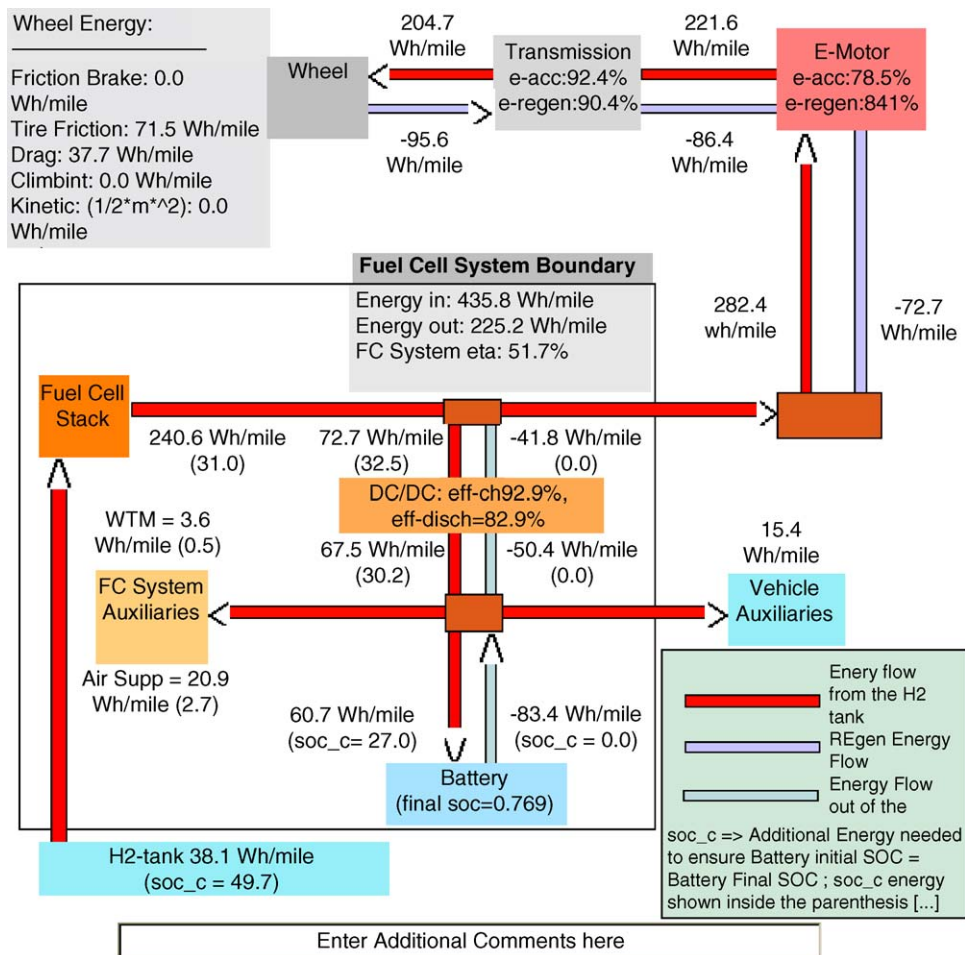 Wheel Energy:
Friction Brake: 0.0
Wh/mile
Tire Friction: 71.5 Wh/mile
Drag: 37.7 Wh/mile
Climbint: 0.0 Wh/mile
Kinetic: (1/2*m*^2): 0.0
Wh/mile
Wheel
204.7
Wh/mile
-95.6
Wh/mile
Transmission
e-acc:92.4%
e-regen:90.4%
221.6
Wh/mile
-86.4
Wh/mile
E-Motor
e-acc:78.5%
e-regen:841%
282.4
wh/mile
-72.7
Wh/mile
Fuel Cell System Boundary
Energy in: 435.8 Wh/mile
Energy out: 225.2 Wh/mile
FC System eta: 51.7%
Fuel Cell
Stack
240.6 Wh/mile
(31.0)
72.7 Wh/mile
(32.5)
-41.8 Wh/mile
(0.0)
DC/DC: eff-ch92.9%,
eff-disch=82.9%
WTM = 3.6
Wh/mile (0.5)
67.5 Wh/mile
(30.2)
-50.4 Wh/mile
(0.0)
15.4
Wh/mile
FC System
Auxiliaries
Vehicle
Auxiliaries
Air Supp = 20.9
Wh/mile (2.7)
60.7 Wh/mile
(soc_c= 27.0)
-83.4 Wh/mile
(soc_c = 0.0)
Battery
(final soc=0.769)
H2-tank 38.1 Wh/mile
(soc_c = 49.7)
Enery flow
from the H2
tank
REgen Energy
Flow
Energy Flow
out of the
soc_c => Additional Energy needed
to ensure Battery initial SOC =
Battery Final SOC ; soc_c energy
shown inside the parenthesis [...]
Enter Additional Comments here